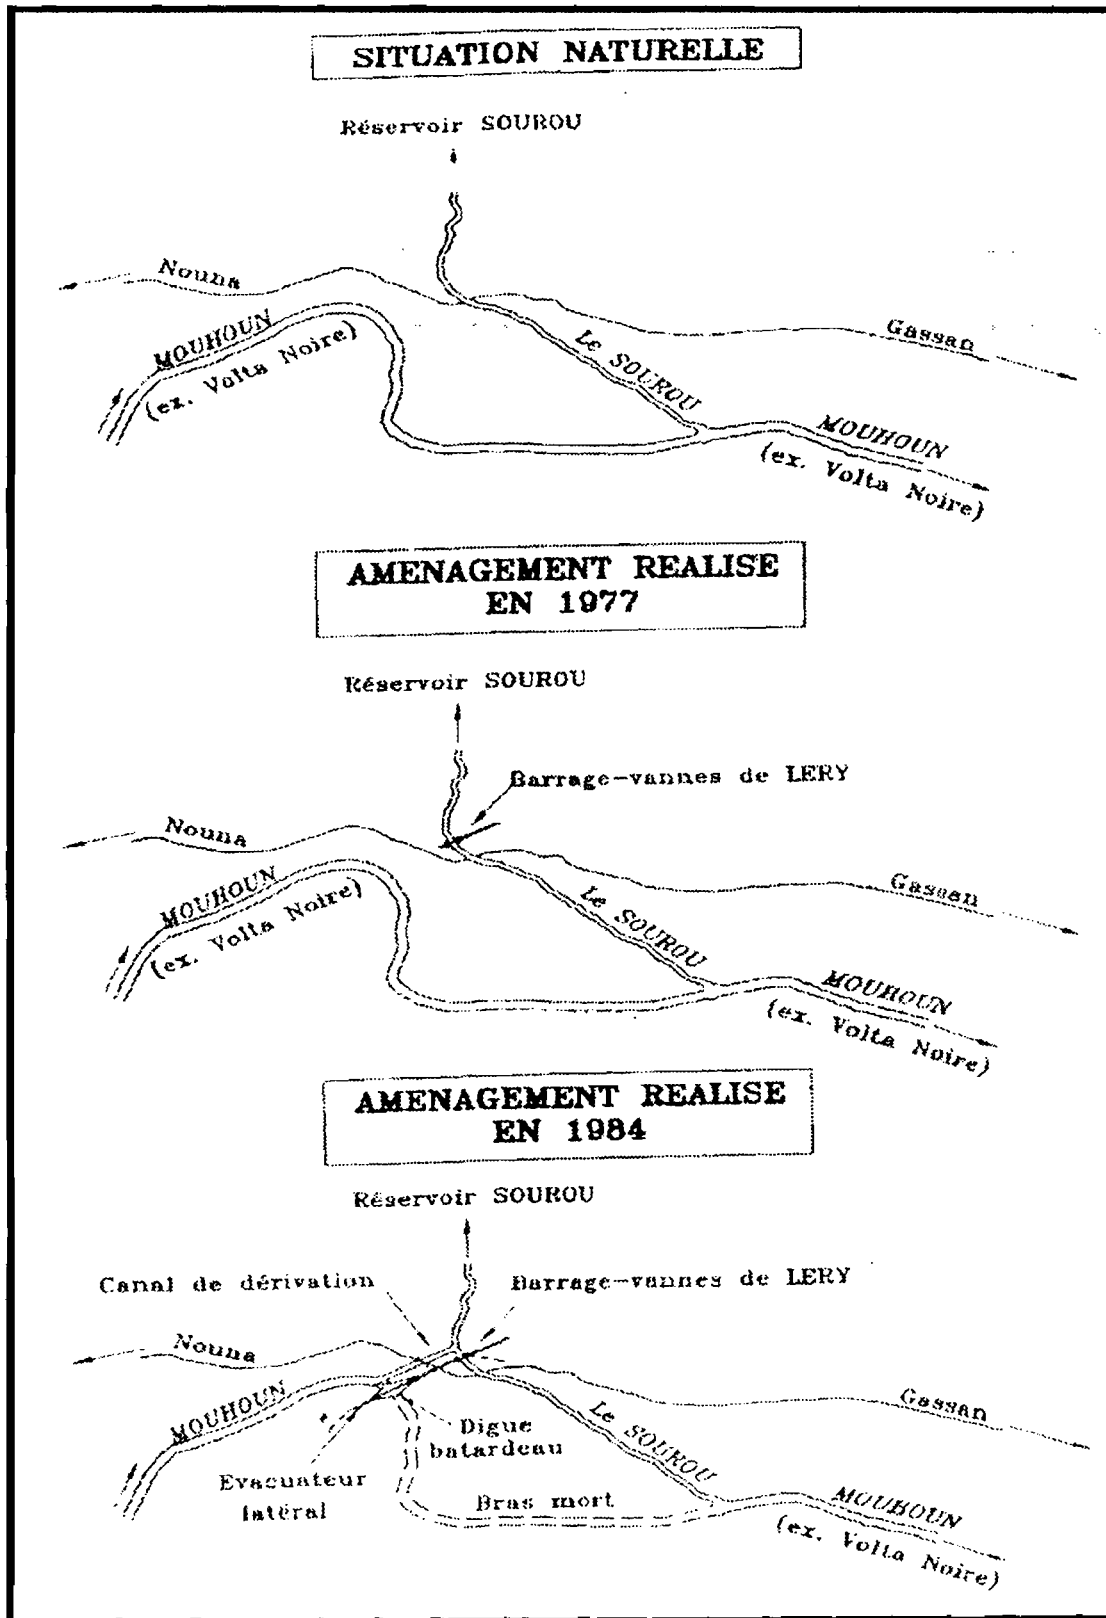 SITUATION NATURELLE
Réservoir SOUROU
Nouna
MOUHOUN
(ex. Volta Noire)
Le SOUROU
Gassan
MOUHOUN
(ex. Volta Noire)
AMENAGEMENT REALISE
EN 1977
Réservoir SOUROU
Barrage-vannes de LERY
Nouna
MOUHOUN
(ex. Volta Noire)
Le SOUROU
Gassan
MOUHOUN
(ex. Volta Noire)
AMENAGEMENT REALISE
EN 1984
Réservoir SOUROU
Canal de dérivation
Barrage-vannes de LERY
Nouna
MOUHOUN
Le SOUROU
Gassan
Digue
batardeau
Evacuateur
latéral
Bras mort
MOUHOUN
(ex. Volta Noire)